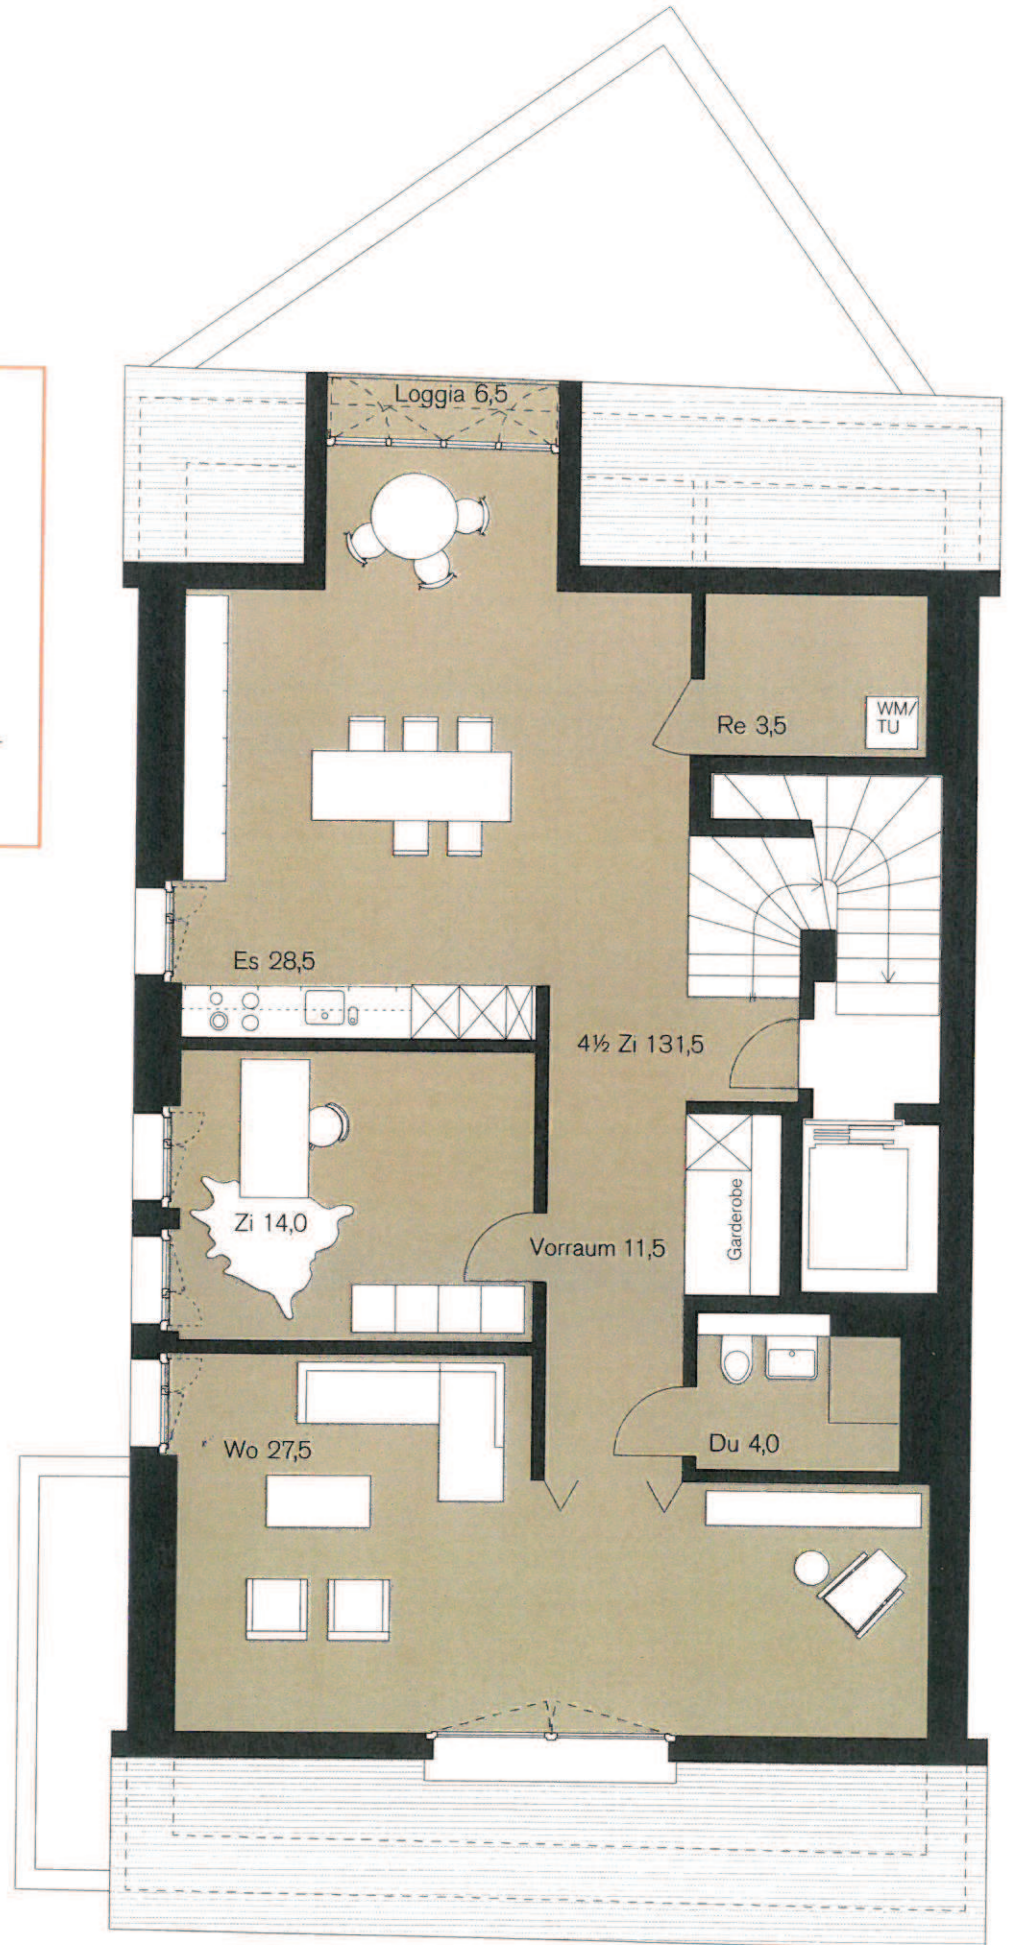 Loggia 6,5
Re 3,5
WM/
TU
Es 28,5
4½ Zi 131,5
Zi 14,0
Vorraum 11,5
Garderobe
Wo 27,5
Du 4,0